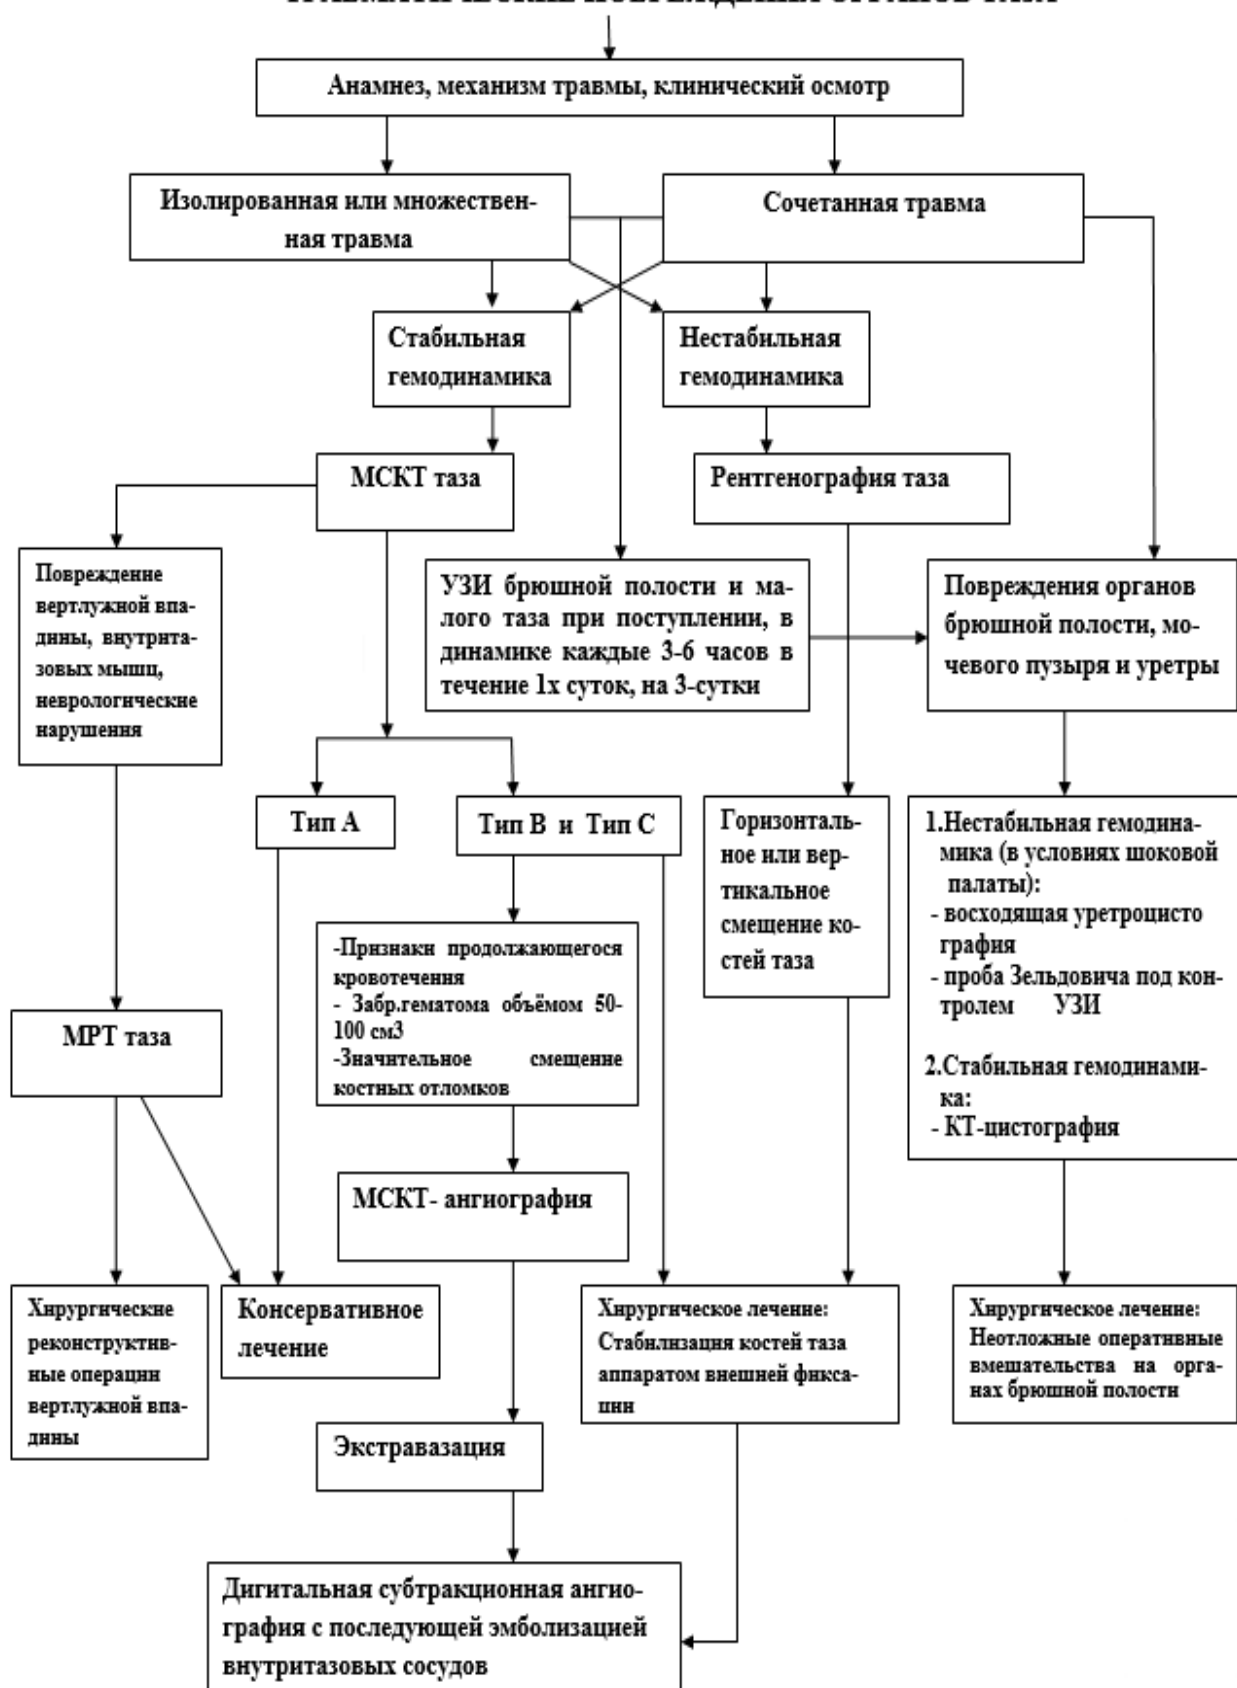 Анамнез, механизм травмы, клинический осмотр
Изолированная или множествен-
ная травма
Сочетанная травма
Стабильная
гемодинамика
Нестабильная
гемодинамика
МСКТ таза
Рентгенография таза
Повреждение
вертлужной впа-
дины, внутрита-
зовых мышц,
неврологические
нарушения
УЗИ брюшной полости и ма-
лого таза при поступлении, в
динамике каждые 3-6 часов в
течение 1х суток, на 3-сутки
Повреждения органов
брюшной полости, мо-
чевого пузыря и уретры
Тип А
Тип В и Тип С
Горизонталь-
ное или вер-
тикальное
смещение ко-
стей таза
1.Нестабильная гемодина-
мика (в условиях шоковой
палаты):
- восходящая уретроцисто
графия
- проба Зельдовича под кон-
тролем УЗИ
2.Стабильная гемодинами-
ка:
- КТ-цистография
-Признаки продолжающегося
кровотечения
- Забр.гематома объёмом 50-
100 см3
-Значительное смещение
костных отломков
МРТ таза
МСКТ- ангиография
Хирургические
реконструктив-
ные операции
вертлужной впа-
дины
Консервативное
лечение
Хирургическое лечение:
Стабилизация костей таза
аппаратом внешней фикса-
ции
Хирургическое лечение:
Неотложные оперативные
вмешательства на орга-
нах брюшной полости
Экстравазация
Дигитальная субтракционная ангио-
графия с последующей эмболизацией
внутритазовых сосудов